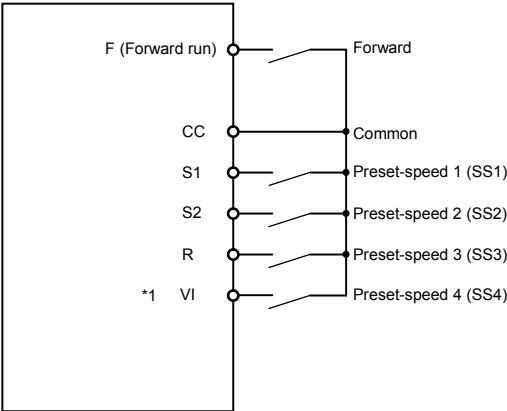 F (Forward run) Forward
CC Common
S1 Preset-speed 1 (SS1)
S2 Preset-speed 2 (SS2)
R Preset-speed 3 (SS3)
*1 VI Preset-speed 4 (SS4)